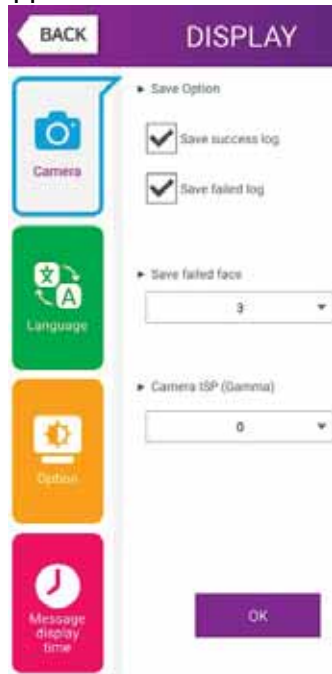 BACK
DISPLAY
Camera
Language
Option
Message
display
time
▸ Save Option
Save success log
Save failed log
▸ Save failed face
3
▸ Camera ISP (Gamma)
0
OK